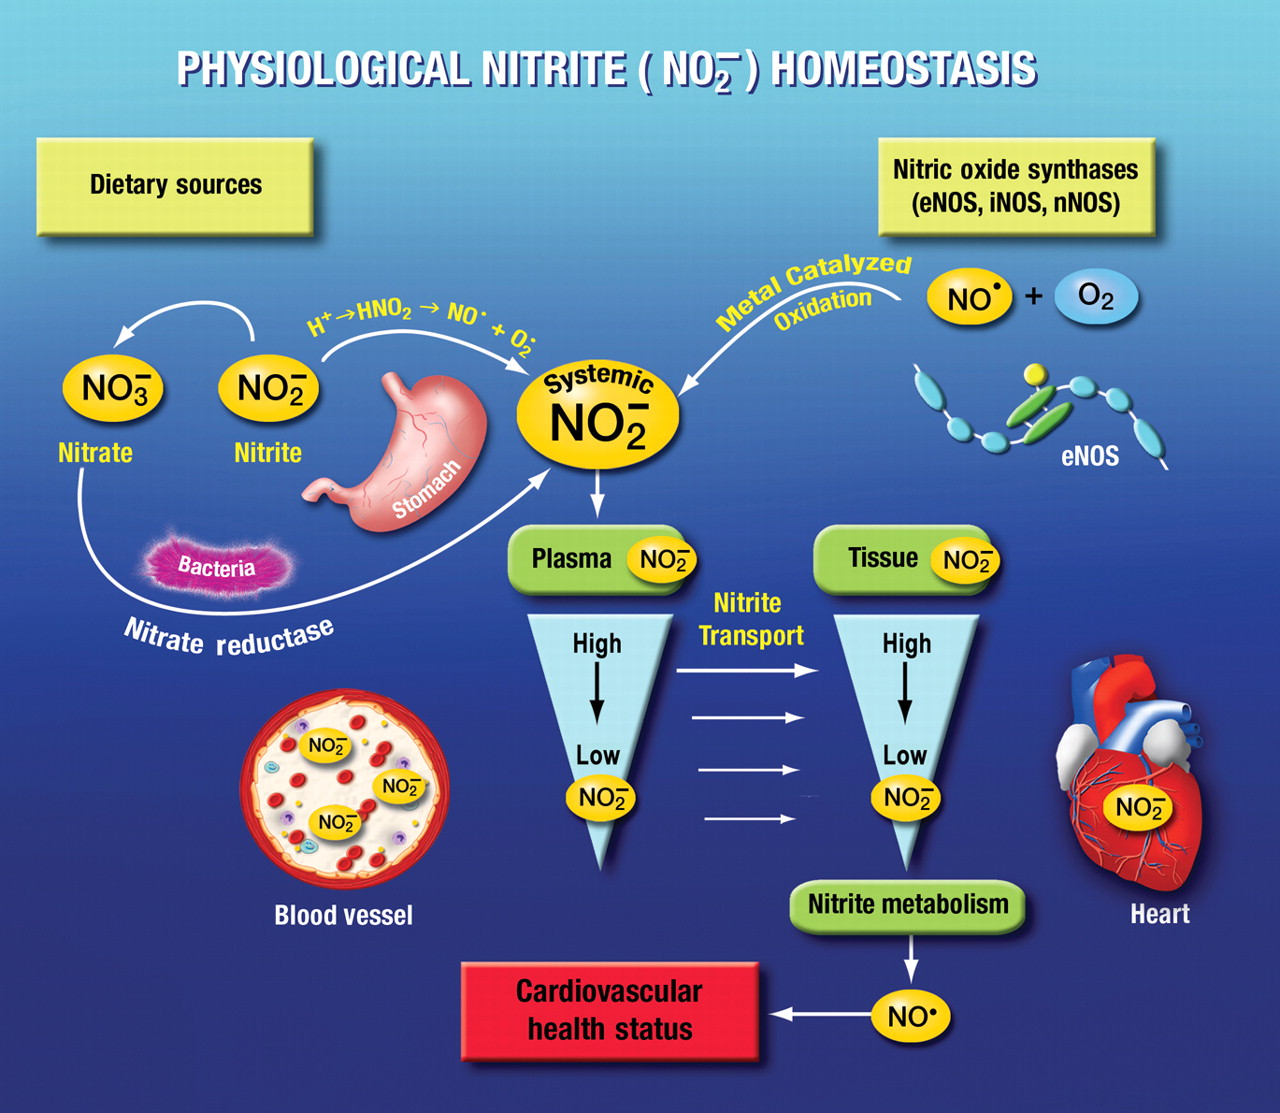 PHYSIOLOGICAL NITRITE ( NO₂⁻ ) HOMEOSTASIS
Dietary sources
Nitric oxide synthases
(eNOS, iNOS, nNOS)
Metal Catalyzed
Oxidation
NO• + O₂
H⁺→HNO₂ → NO• + O₂•
NO₃⁻
NO₂⁻
Nitrate
Nitrite
Systemic
NO₂⁻
Stomach
eNOS
Bacteria
Nitrate reductase
Plasma NO₂⁻
Tissue NO₂⁻
Nitrite
Transport
High
Low
NO₂⁻
High
Low
NO₂⁻
NO₂⁻
NO₂⁻
NO₂⁻
Blood vessel
NO₂⁻
Heart
Nitrite metabolism
NO•
Cardiovascular
health status